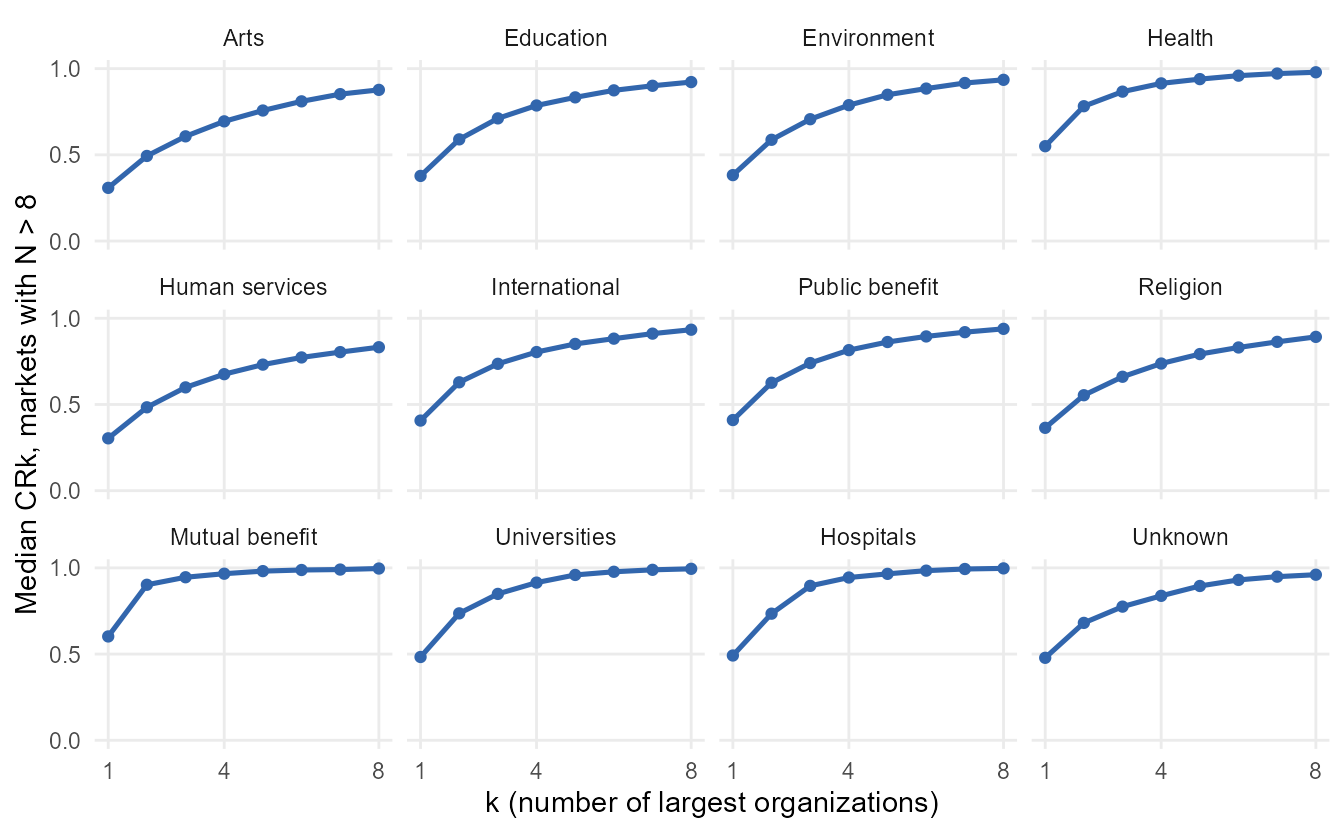 Arts
Education
Environment
Health
1.0
0.5
0.0
Human services
International
Public benefit
Religion
1.0
0.5
0.0
Mutual benefit
Universities
Hospitals
Unknown
1.0
0.5
0.0
1 4 8
1 4 8
1 4 8
1 4 8
k (number of largest organizations)
Median CRk, markets with N > 8